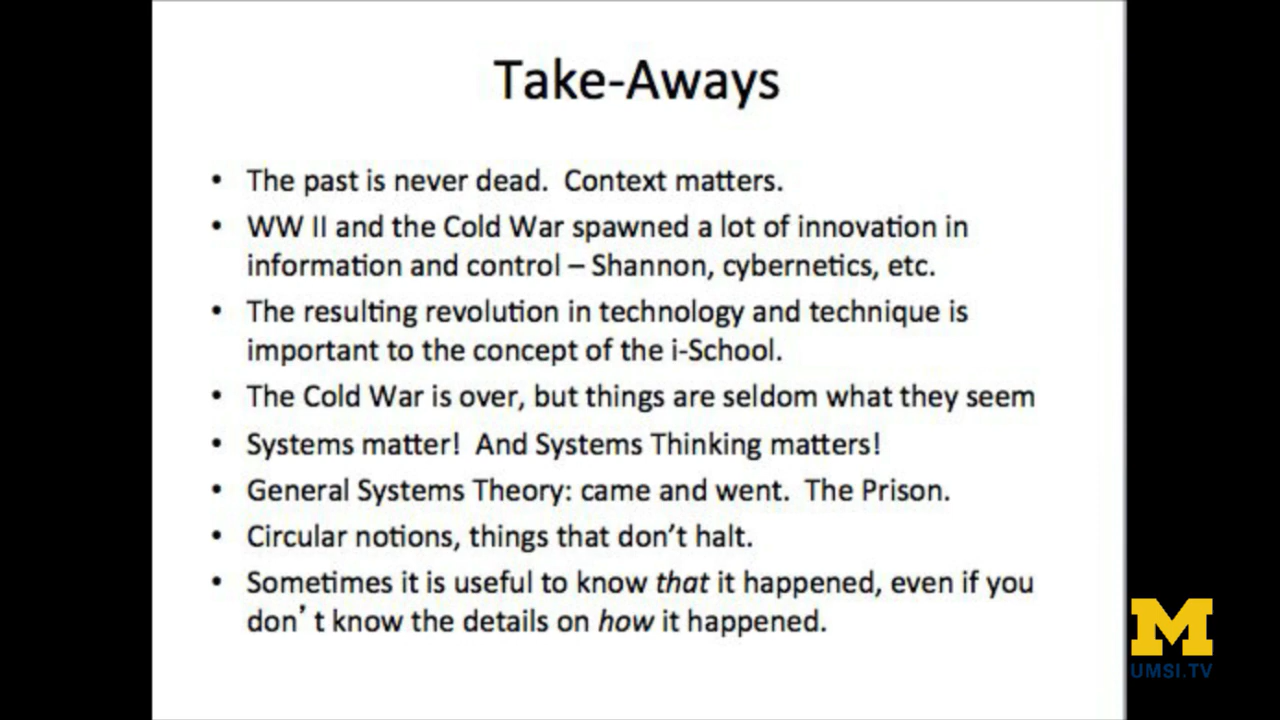 Take-Aways
• The past is never dead.  Context matters.
• WW II and the Cold War spawned a lot of innovation in
information and control – Shannon, cybernetics, etc.
• The resulting revolution in technology and technique is
important to the concept of the i-School.
• The Cold War is over, but things are seldom what they seem
• Systems matter!  And Systems Thinking matters!
• General Systems Theory: came and went.  The Prison.
• Circular notions, things that don’t halt.
• Sometimes it is useful to know that it happened, even if you
don’ t know the details on how it happened.
M
UMSI.TV